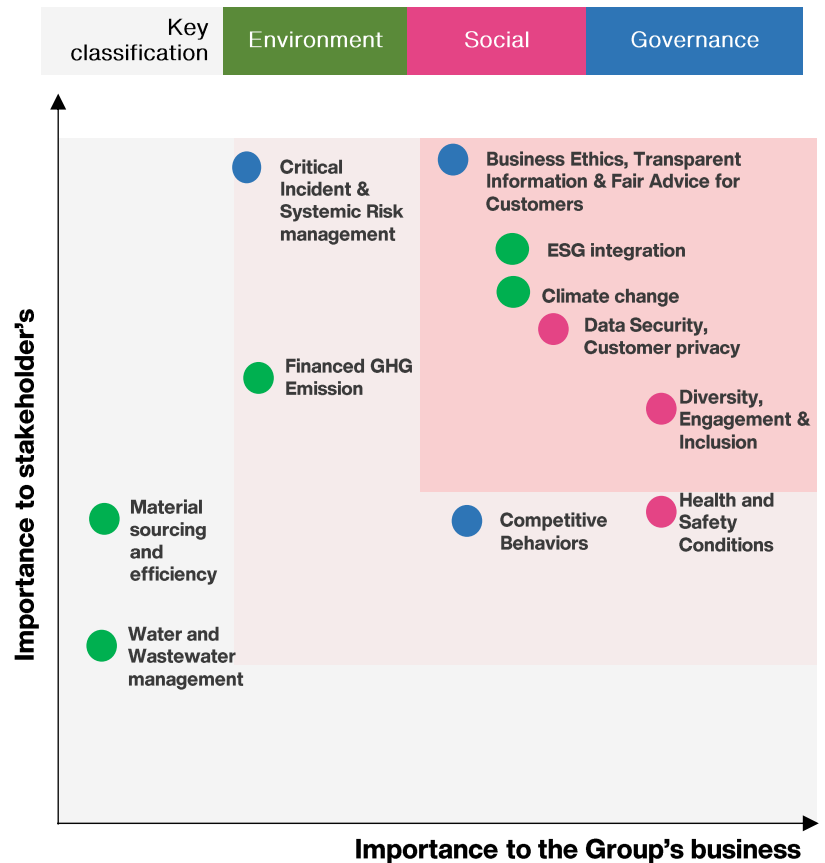 Key
classification
Environment
Social
Governance
Importance to stakeholder's
Critical
Incident &
Systemic Risk
management
Business Ethics, Transparent
Information & Fair Advice for
Customers
ESG integration
Climate change
Data Security,
Customer privacy
Financed GHG
Emission
Diversity,
Engagement &
Inclusion
Material
sourcing
and
efficiency
Competitive
Behaviors
Health and
Safety
Conditions
Water and
Wastewater
management
Importance to the Group's business